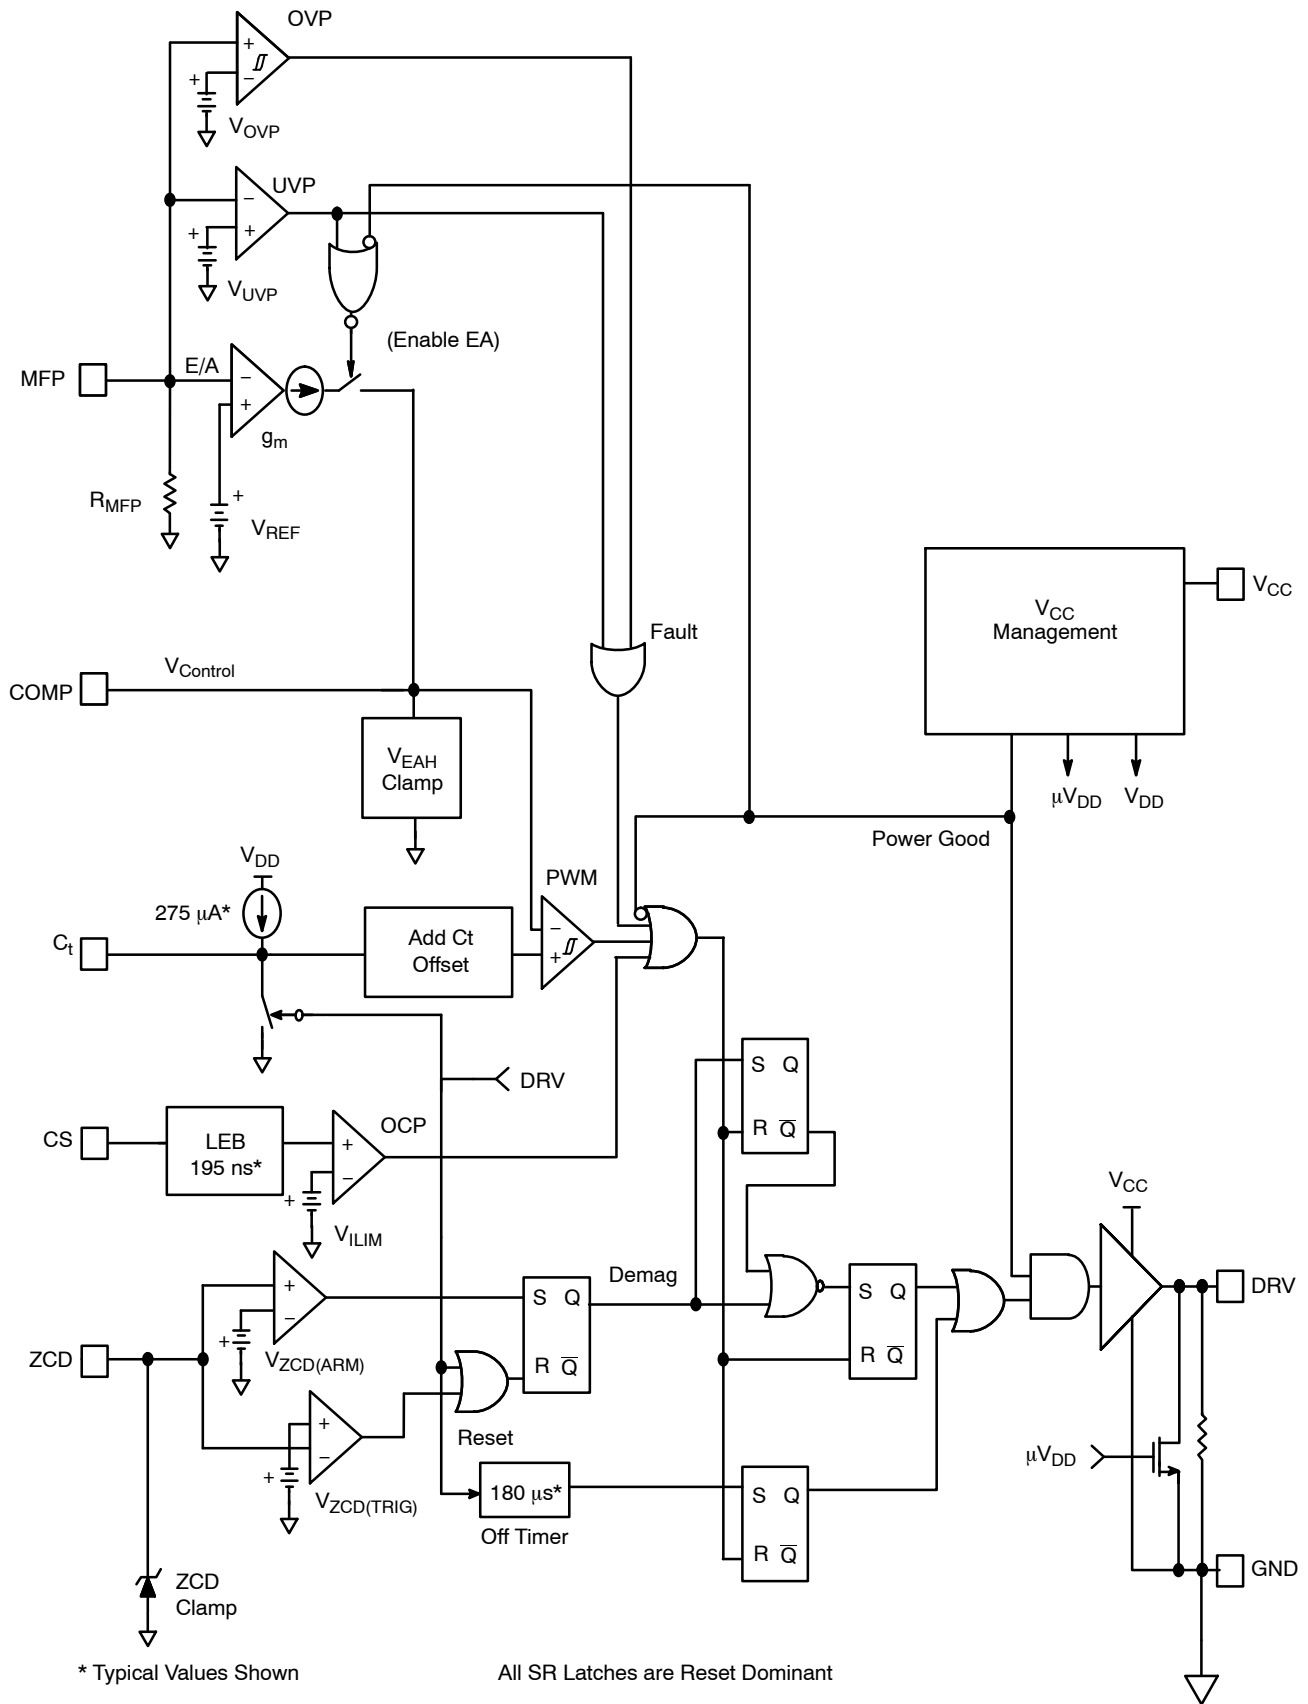 OVP
+
−
+
V_OVP
UVP
−
+
+
V_UVP
(Enable EA)
MFP
E/A
−
+
g_m
R_MFP
+
V_REF
V_CC
Management
V_CC
Fault
COMP
V_Control
V_EAH
Clamp
μV_DD
V_DD
Power Good
V_DD
275 μA*
PWM
C_t
Add Ct
Offset
−
+
DRV
S Q
R Q̅
CS
LEB
195 ns*
OCP
+
−
+
V_ILIM
V_CC
Demag
+
−
+
V_ZCD(ARM)
S Q
R Q̅
S Q
R Q̅
DRV
ZCD
+
−
+
V_ZCD(TRIG)
Reset
μV_DD
180 μs*
Off Timer
S Q
R Q̅
GND
ZCD
Clamp
* Typical Values Shown
All SR Latches are Reset Dominant